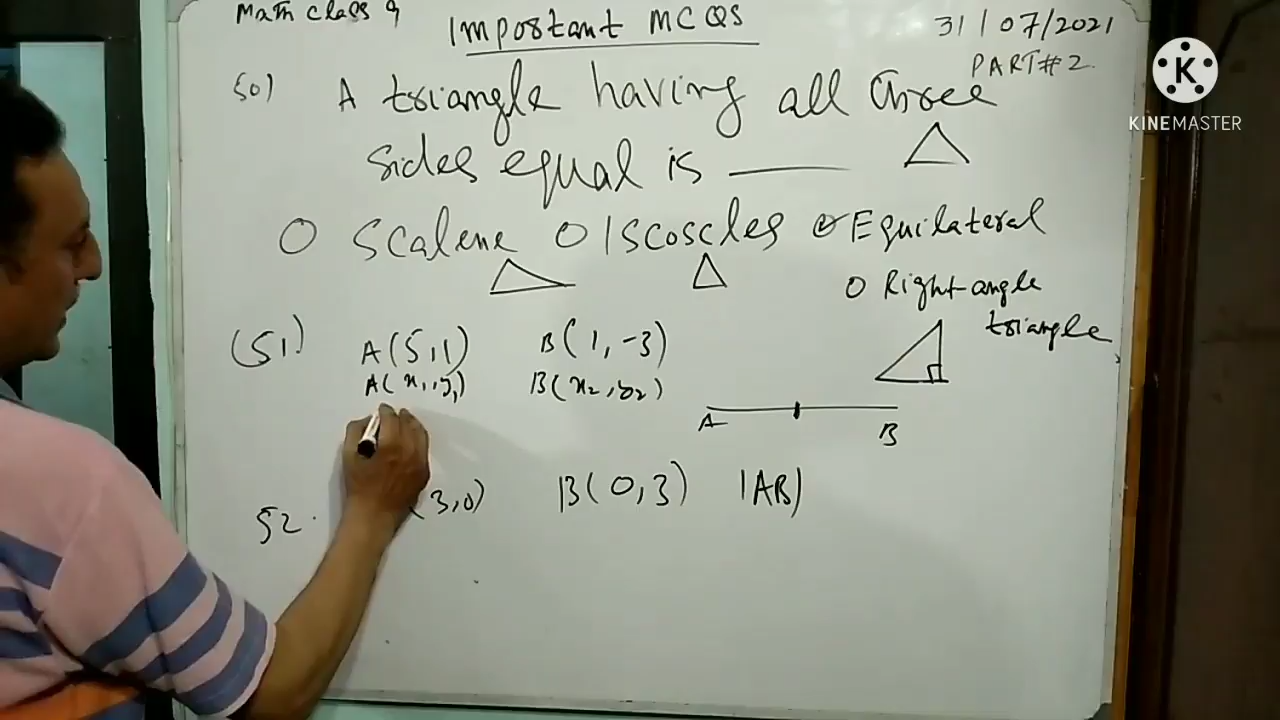 Math class 9
Important MCQS
31/07/2021
PART#2
K
KINEMASTER
50) A triangle having all three
sides equal is ______
O Scalene O Iscoscles Equilateral
O Right angle
triangle
(51) A(5,1) B(1,-3)
A(x₁,y₁) B(x₂,y₂)
A B
52. (3,0) B(0,3) |AB|